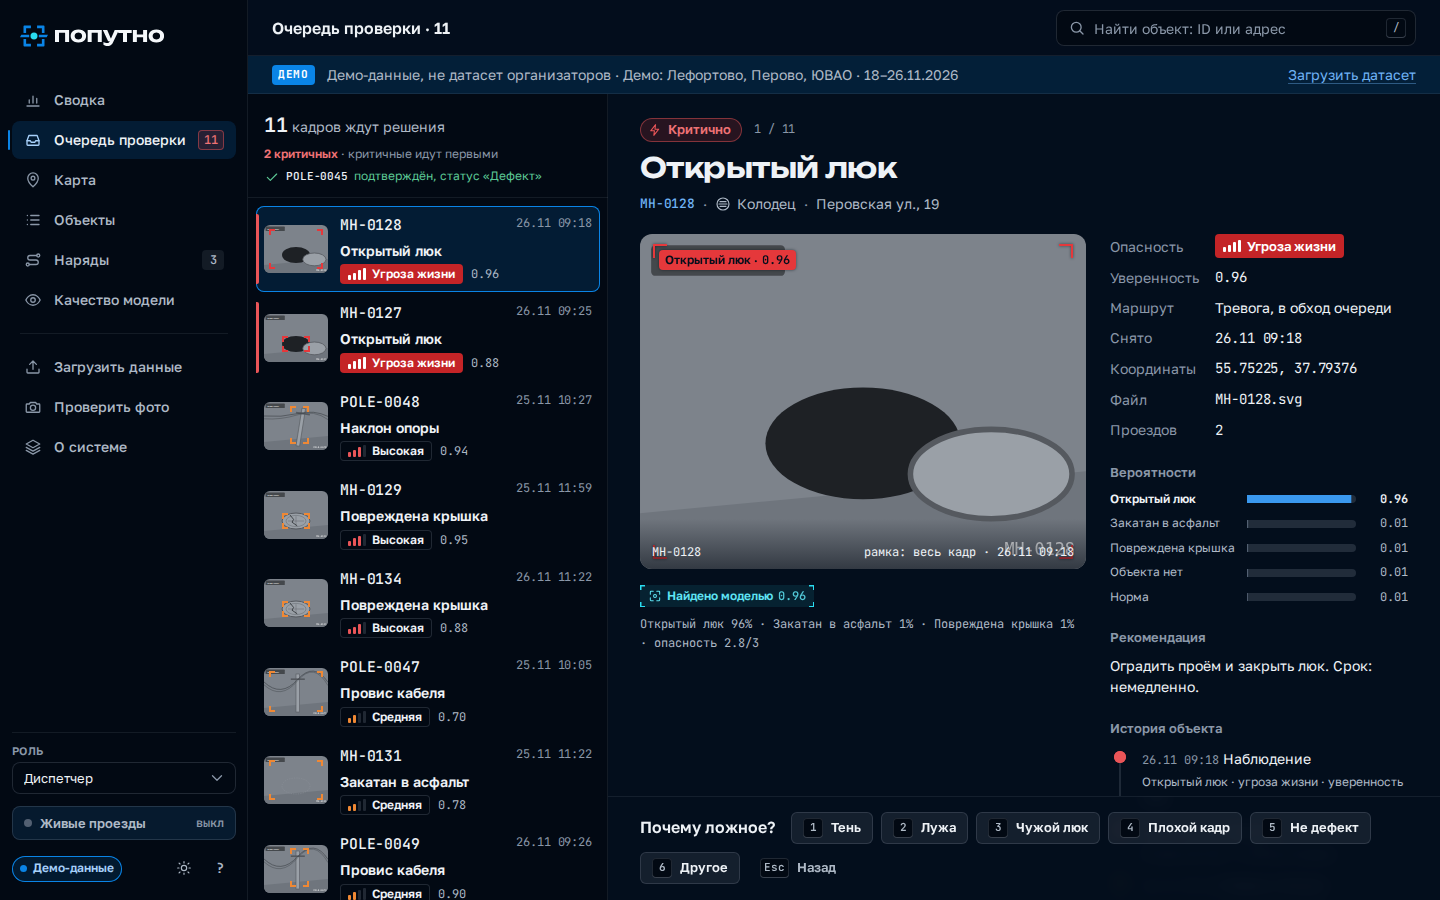 ПОПУТНО
Сводка
Очередь проверки 11
Карта
Объекты
Наряды 3
Качество модели
Загрузить данные
Проверить фото
О системе
РОЛЬ
Диспетчер
Живые проезды ВЫКЛ
Демо-данные ?
Очередь проверки · 11
Найти объект: ID или адрес /
ДЕМО Демо-данные, не датасет организаторов · Демо: Лефортово, Перово, ЮВАО · 18–26.11.2026
Загрузить датасет
11 кадров ждут решения
2 критичных · критичные идут первыми
POLE-0045 подтверждён, статус «Дефект»
MH-0128 26.11 09:18
Открытый люк
Угроза жизни 0.96
MH-0127 26.11 09:25
Открытый люк
Угроза жизни 0.88
POLE-0048 25.11 10:27
Наклон опоры
Высокая 0.94
MH-0129 25.11 11:59
Повреждена крышка
Высокая 0.95
MH-0134 26.11 11:22
Повреждена крышка
Высокая 0.88
POLE-0047 25.11 10:05
Провис кабеля
Средняя 0.70
MH-0131 25.11 11:22
Закатан в асфальт
Средняя 0.78
POLE-0049 26.11 09:26
Провис кабеля
Средняя 0.90
Критично 1 / 11
Открытый люк
MH-0128 · Колодец · Перовская ул., 19
Открытый люк · 0.96
MH-0128
MH-0128 рамка: весь кадр · 26.11 09:18
Найдено моделью 0.96
Открытый люк 96% · Закатан в асфальт 1% · Повреждена крышка 1%
· опасность 2.8/3
Опасность Угроза жизни
Уверенность 0.96
Маршрут Тревога, в обход очереди
Снято 26.11 09:18
Координаты 55.75225, 37.79376
Файл MH-0128.svg
Проездов 2
Вероятности
Открытый люк 0.96
Закатан в асфальт 0.01
Повреждена крышка 0.01
Объекта нет 0.01
Норма 0.01
Рекомендация
Оградить проём и закрыть люк. Срок:
немедленно.
История объекта
26.11 09:18 Наблюдение
Открытый люк · угроза жизни · уверенность
Почему ложное? 1 Тень 2 Лужа 3 Чужой люк 4 Плохой кадр 5 Не дефект
6 Другое Esc Назад